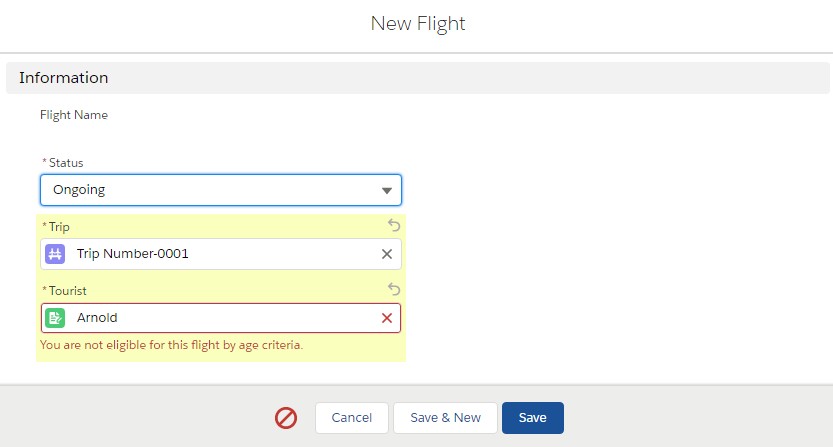 New Flight
Information
Flight Name
* Status
Ongoing
* Trip
Trip Number-0001
* Tourist
Arnold
You are not eligible for this flight by age criteria.
Cancel Save & New Save